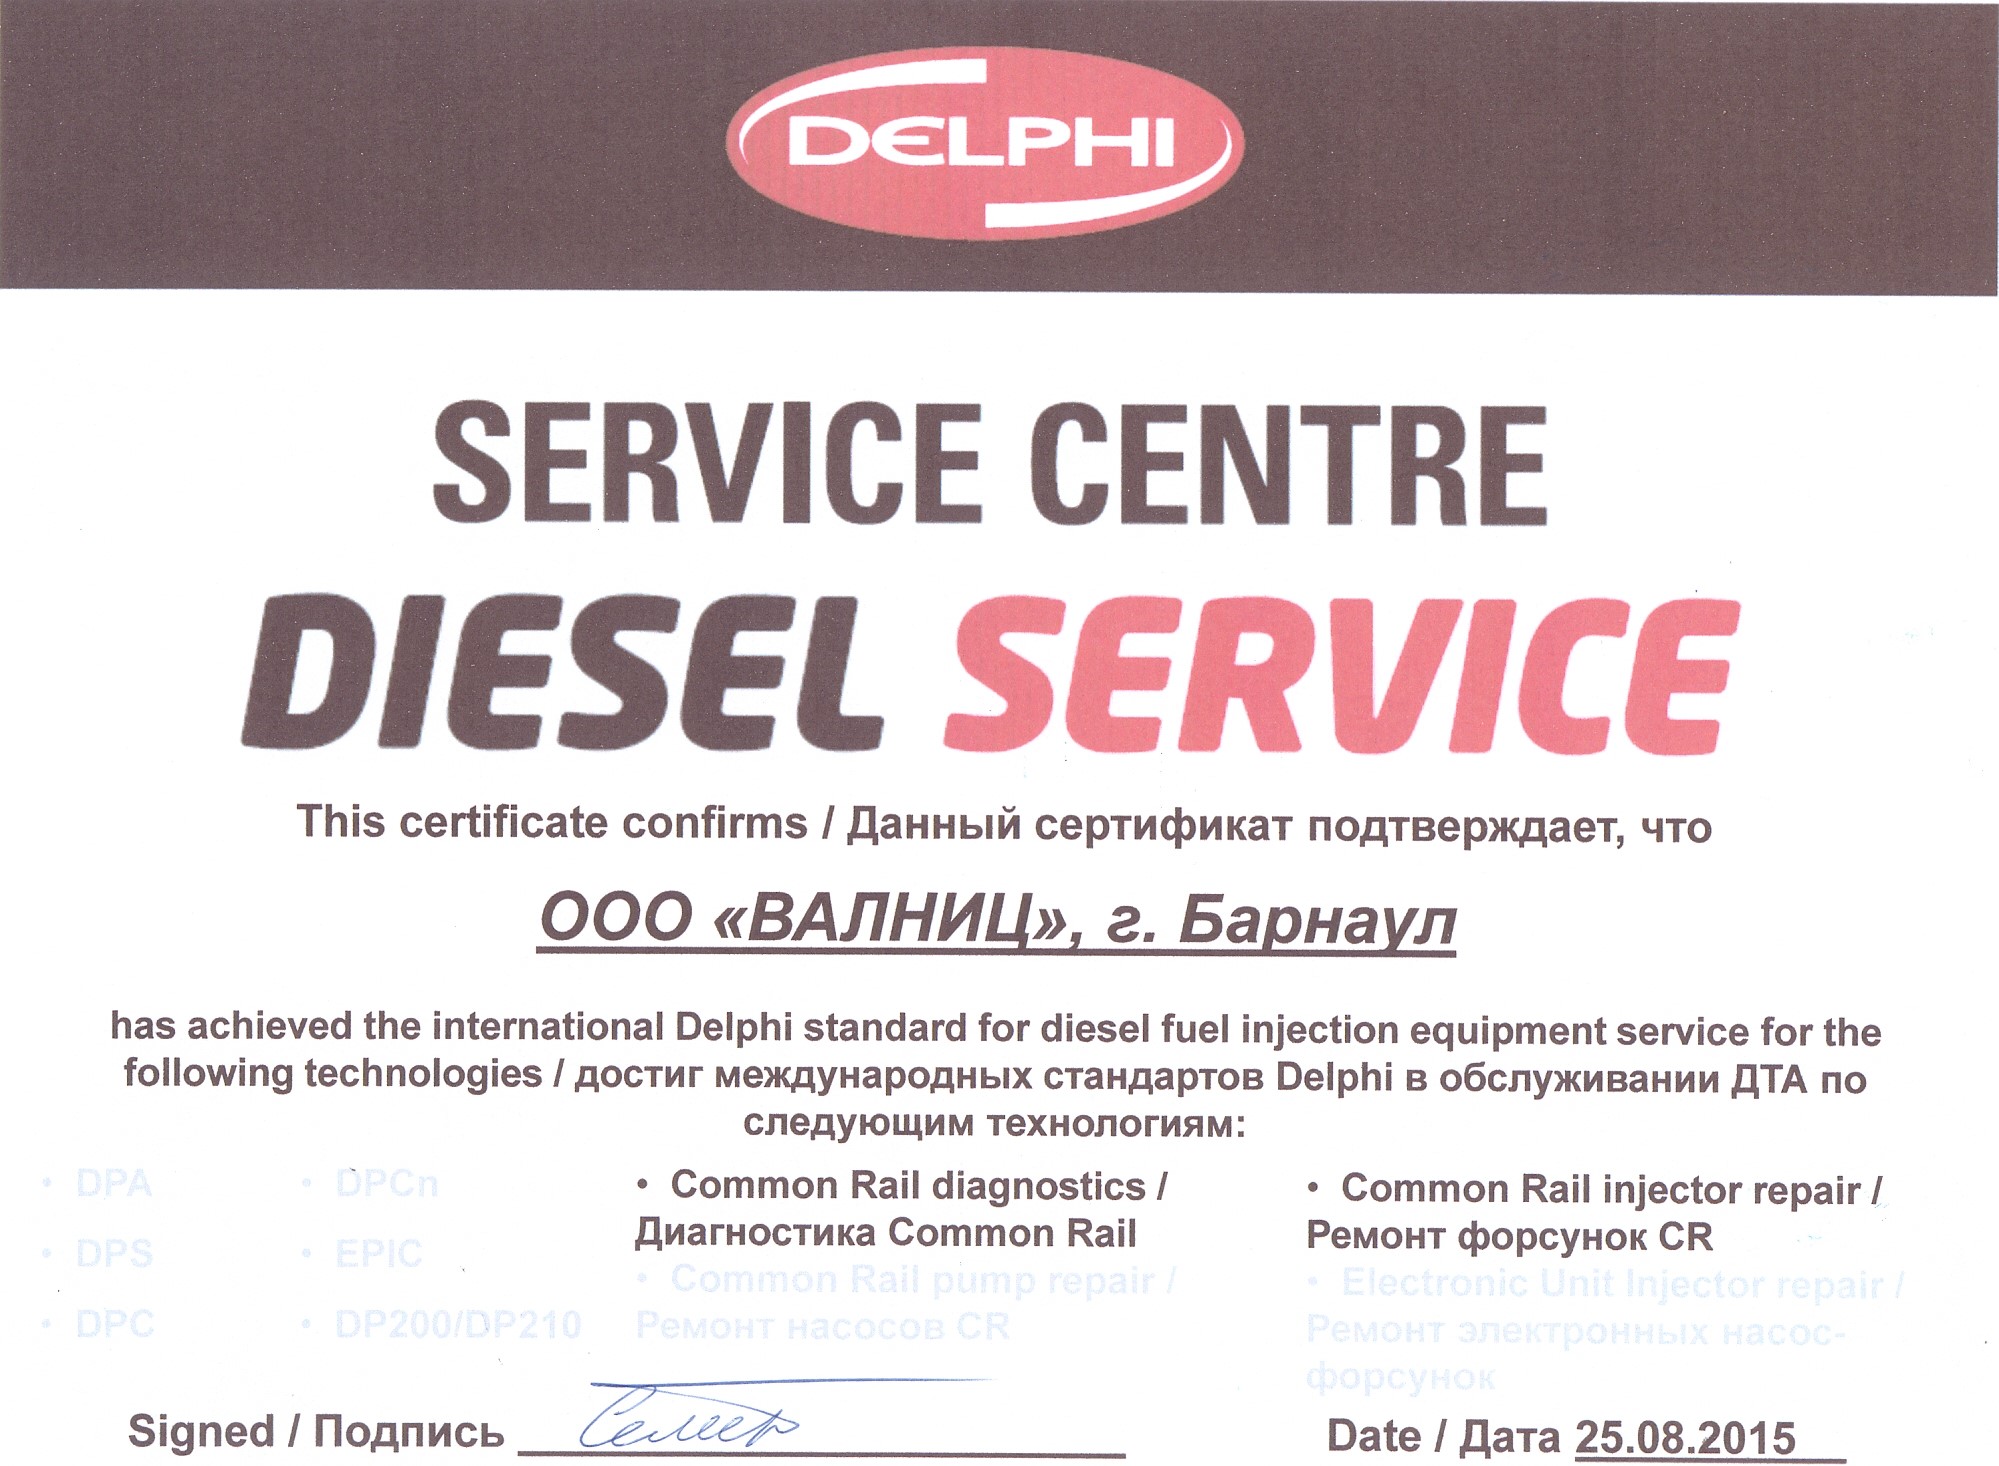 DELPHI
SERVICE CENTRE
DIESEL SERVICE
This certificate confirms / Данный сертификат подтверждает, что
ООО «ВАЛНИЦ», г. Барнаул
has achieved the international Delphi standard for diesel fuel injection equipment service for the
following technologies / достиг международных стандартов Delphi в обслуживании ДТА по
следующим технологиям:
• DPA
• DPS
• DPC
• DPCn
• EPIC
• DP200/DP210
• Common Rail diagnostics /
Диагностика Common Rail
• Common Rail pump repair /
Ремонт насосов CR
• Common Rail injector repair /
Ремонт форсунок CR
• Electronic Unit Injector repair /
Ремонт электронных насос-
форсунок
Signed / Подпись
Date / Дата 25.08.2015